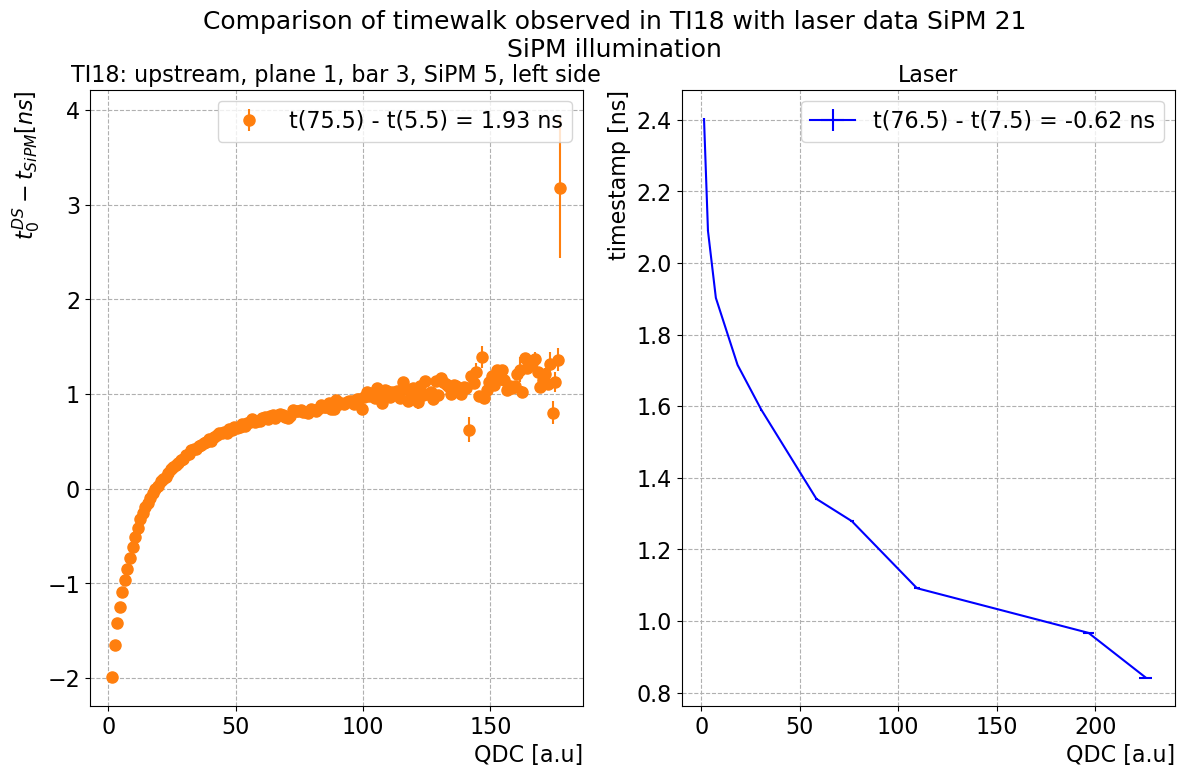 Comparison of timewalk observed in TI18 with laser data SiPM 21
SiPM illumination
TI18: upstream, plane 1, bar 3, SiPM 5, left side
t(75.5) - t(5.5) = 1.93 ns
t_0^{DS} − t_{SiPM}[ns]
4
3
2
1
0
−1
−2
0 50 100 150
QDC [a.u]
Laser
t(76.5) - t(7.5) = -0.62 ns
timestamp [ns]
2.4
2.2
2.0
1.8
1.6
1.4
1.2
1.0
0.8
0 50 100 150 200
QDC [a.u]